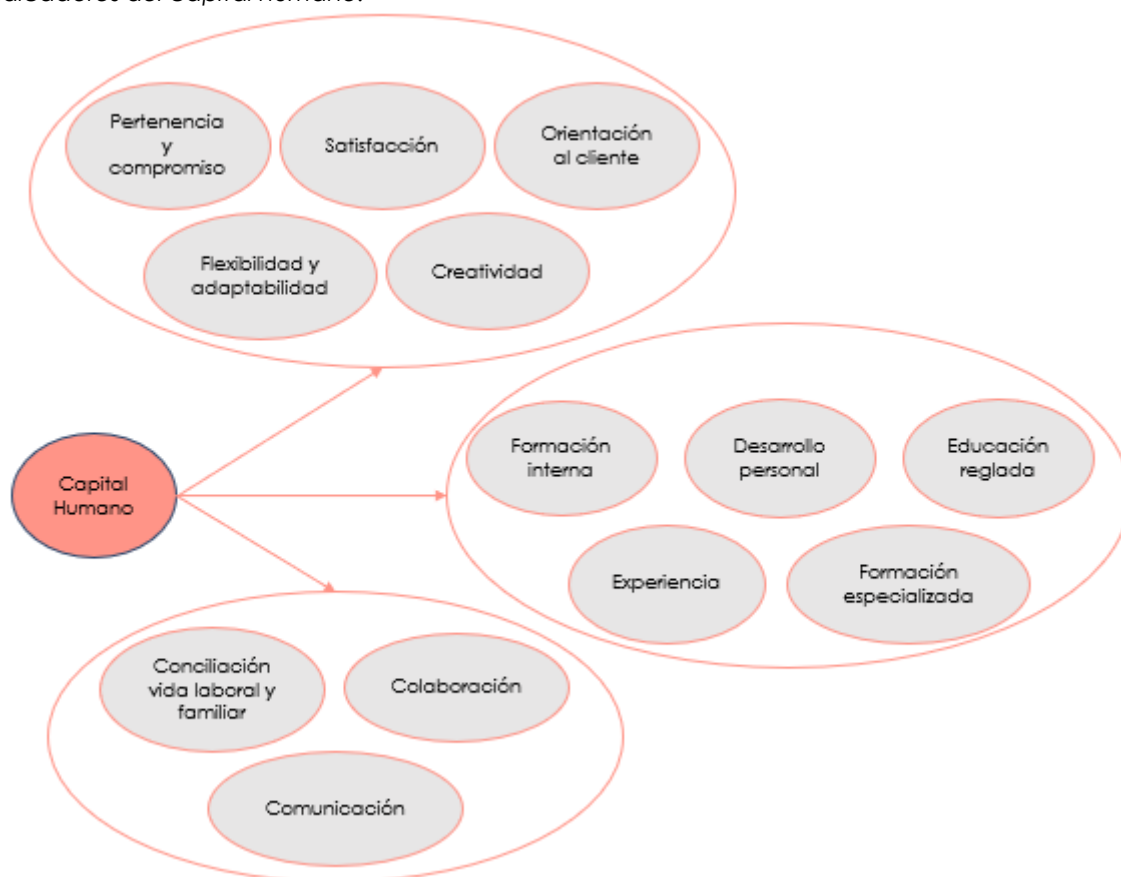 Pertenencia
y
compromiso
Satisfacción
Orientación
al cliente
Flexibilidad y
adaptabilidad
Creatividad
Capital
Humano
Formación
interna
Desarrollo
personal
Educación
reglada
Experiencia
Formación
especializada
Conciliación
vida laboral y
familiar
Colaboración
Comunicación